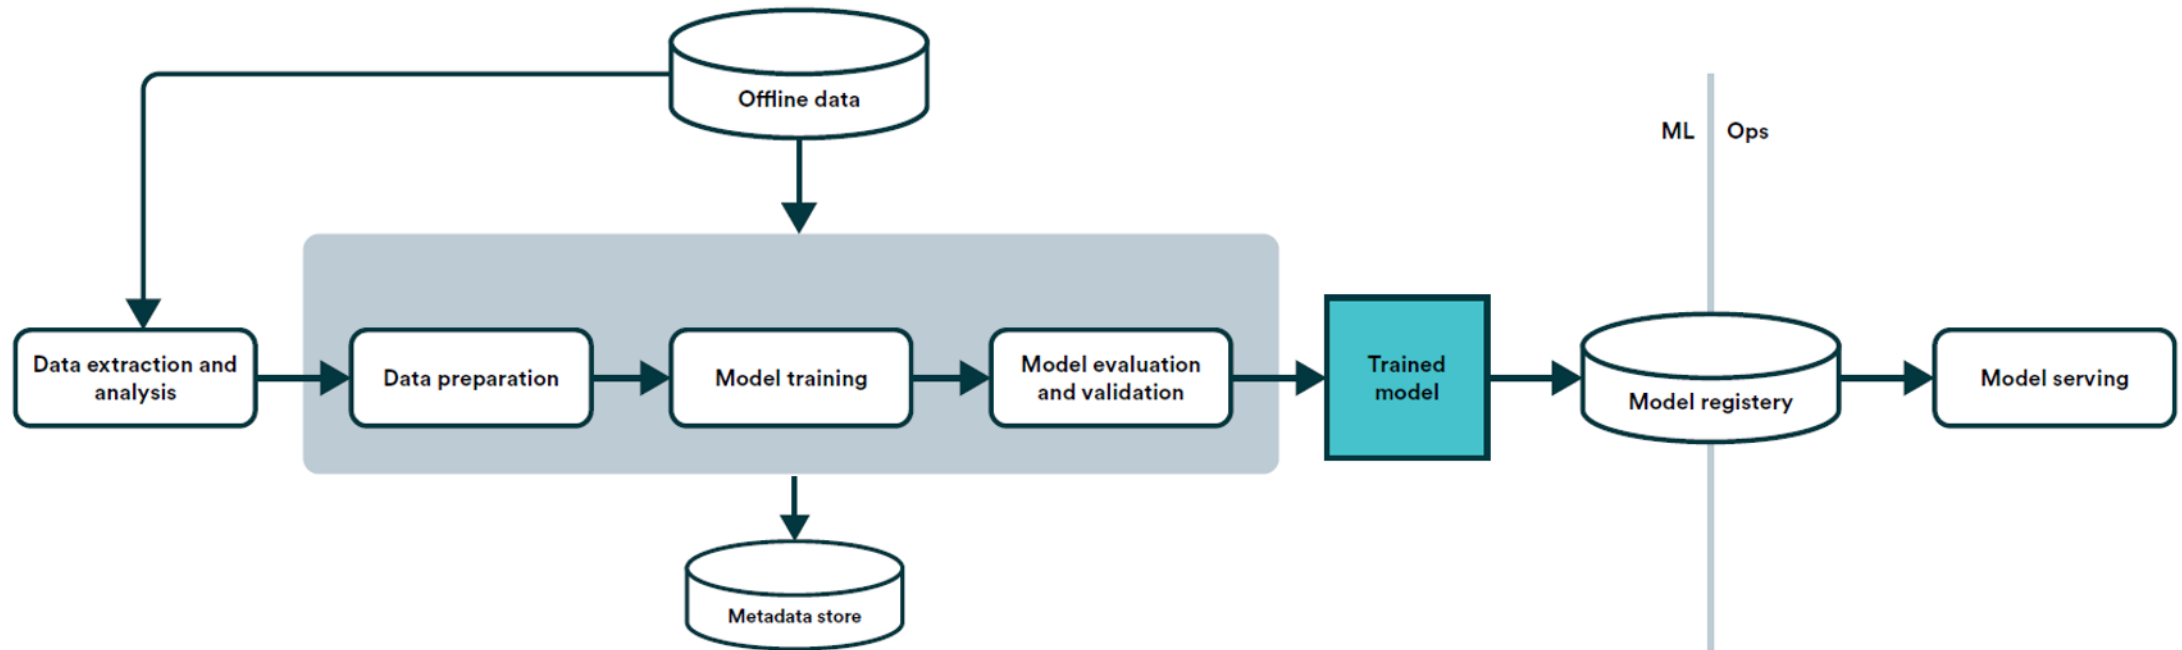 Offline data
ML
Ops
Data extraction and
analysis
Data preparation
Model training
Model evaluation
and validation
Trained
model
Model registery
Model serving
Metadata store